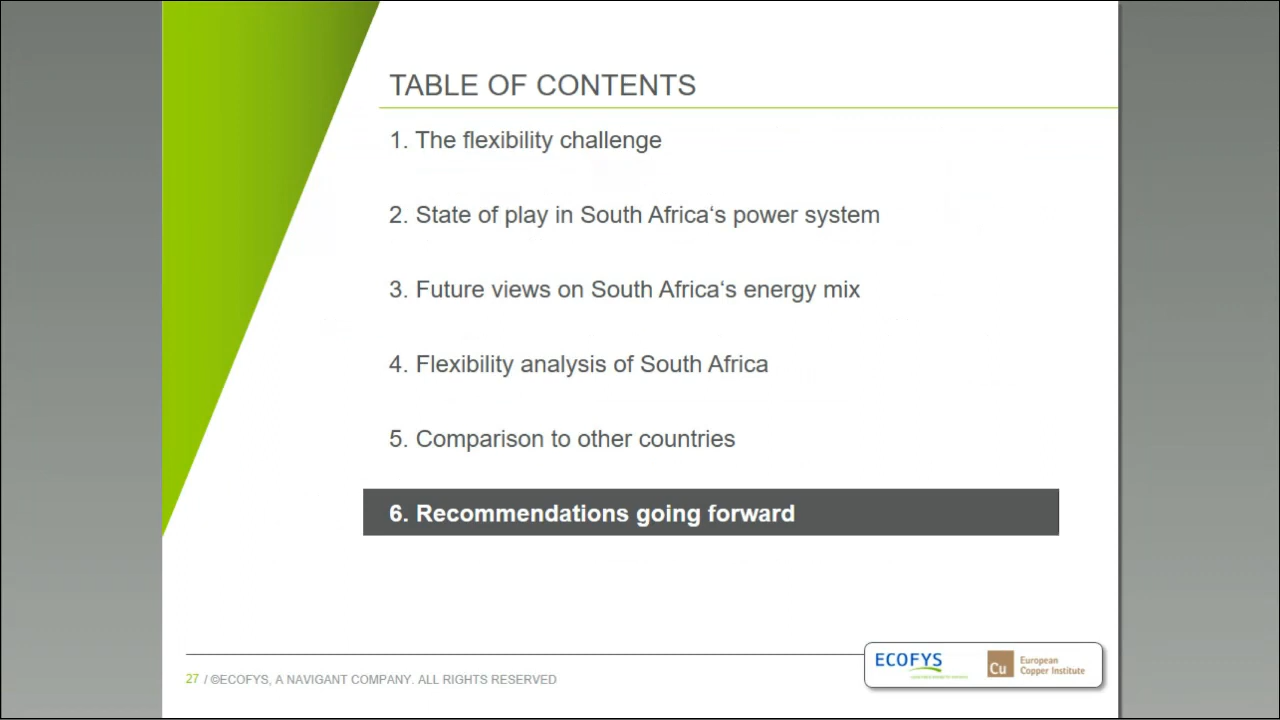 TABLE OF CONTENTS
1. The flexibility challenge
2. State of play in South Africa‘s power system
3. Future views on South Africa‘s energy mix
4. Flexibility analysis of South Africa
5. Comparison to other countries
6. Recommendations going forward
27 / ©ECOFYS, A NAVIGANT COMPANY. ALL RIGHTS RESERVED
ECOFYS
Cu
European
Copper Institute